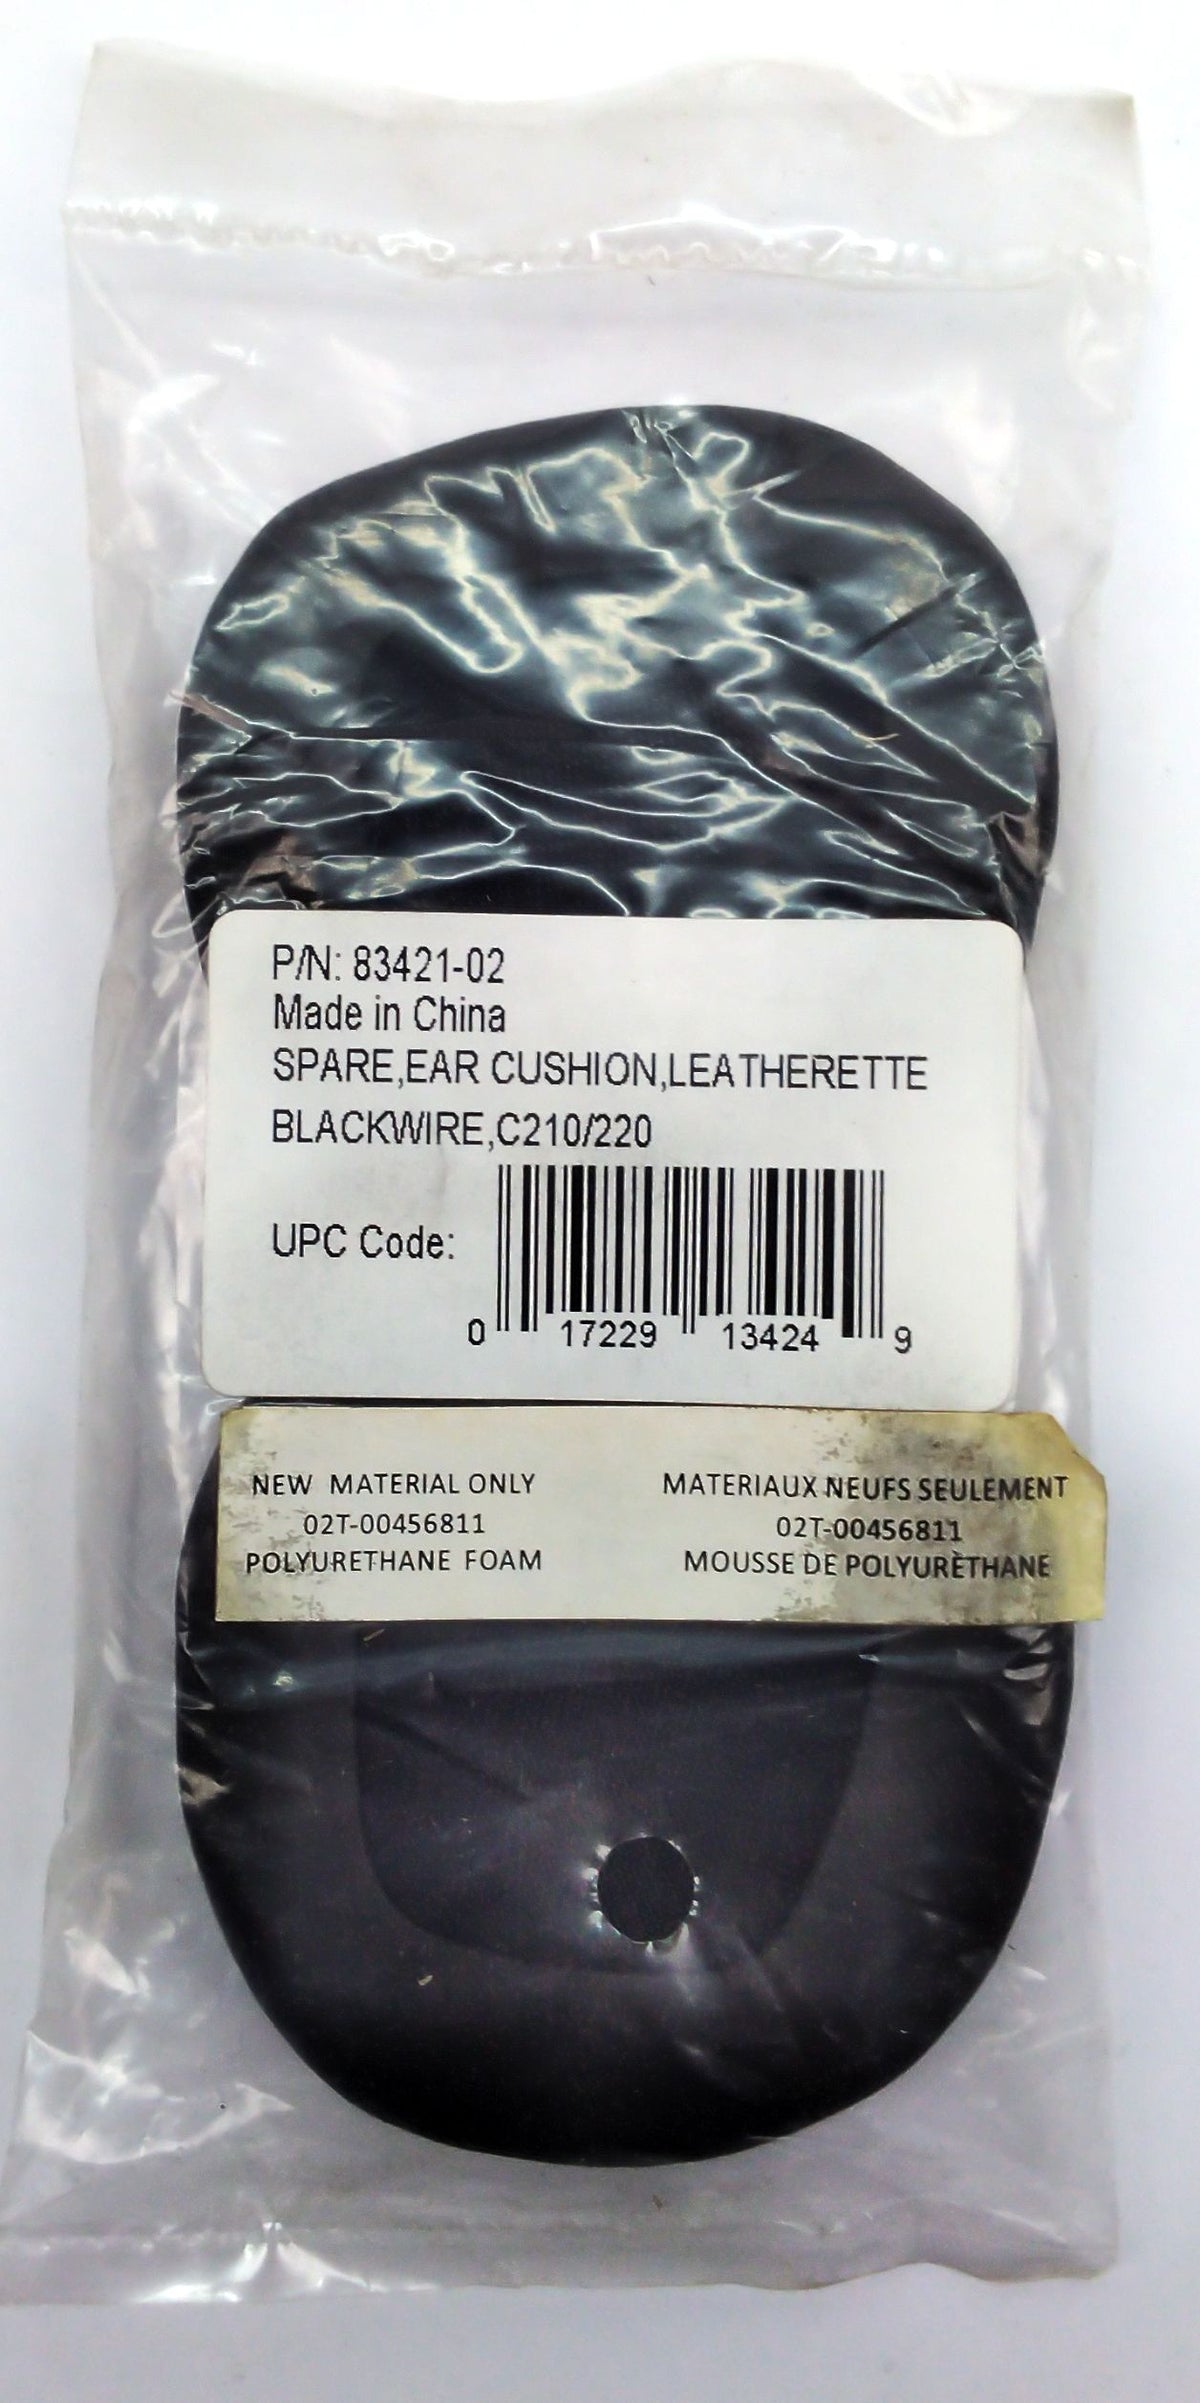 P/N: 83421-02
Made in China
SPARE,EAR CUSHION,LEATHERETTE
BLACKWIRE,C210/220
UPC Code:
0 17229 13424 9
NEW MATERIAL ONLY
02T-00456811
POLYURETHANE FOAM
MATERIAUX NEUFS SEULEMENT
02T-00456811
MOUSSE DE POLYURÈTHANE